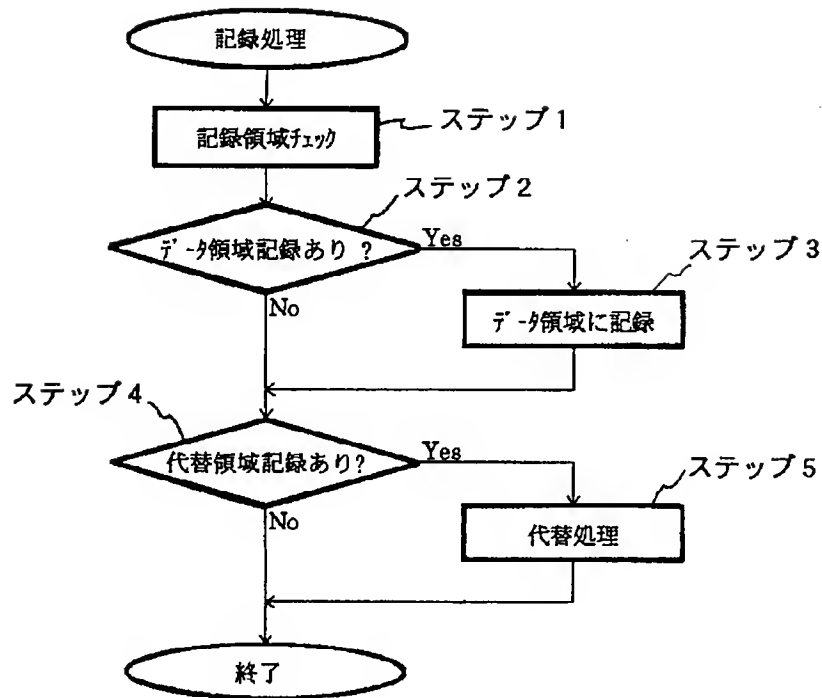 記録処理
記録領域チェック
ステップ1
ステップ2
データ領域記録あり ?
Yes
No
ステップ3
データ領域に記録
ステップ4
代替領域記録あり?
Yes
No
ステップ5
代替処理
終了